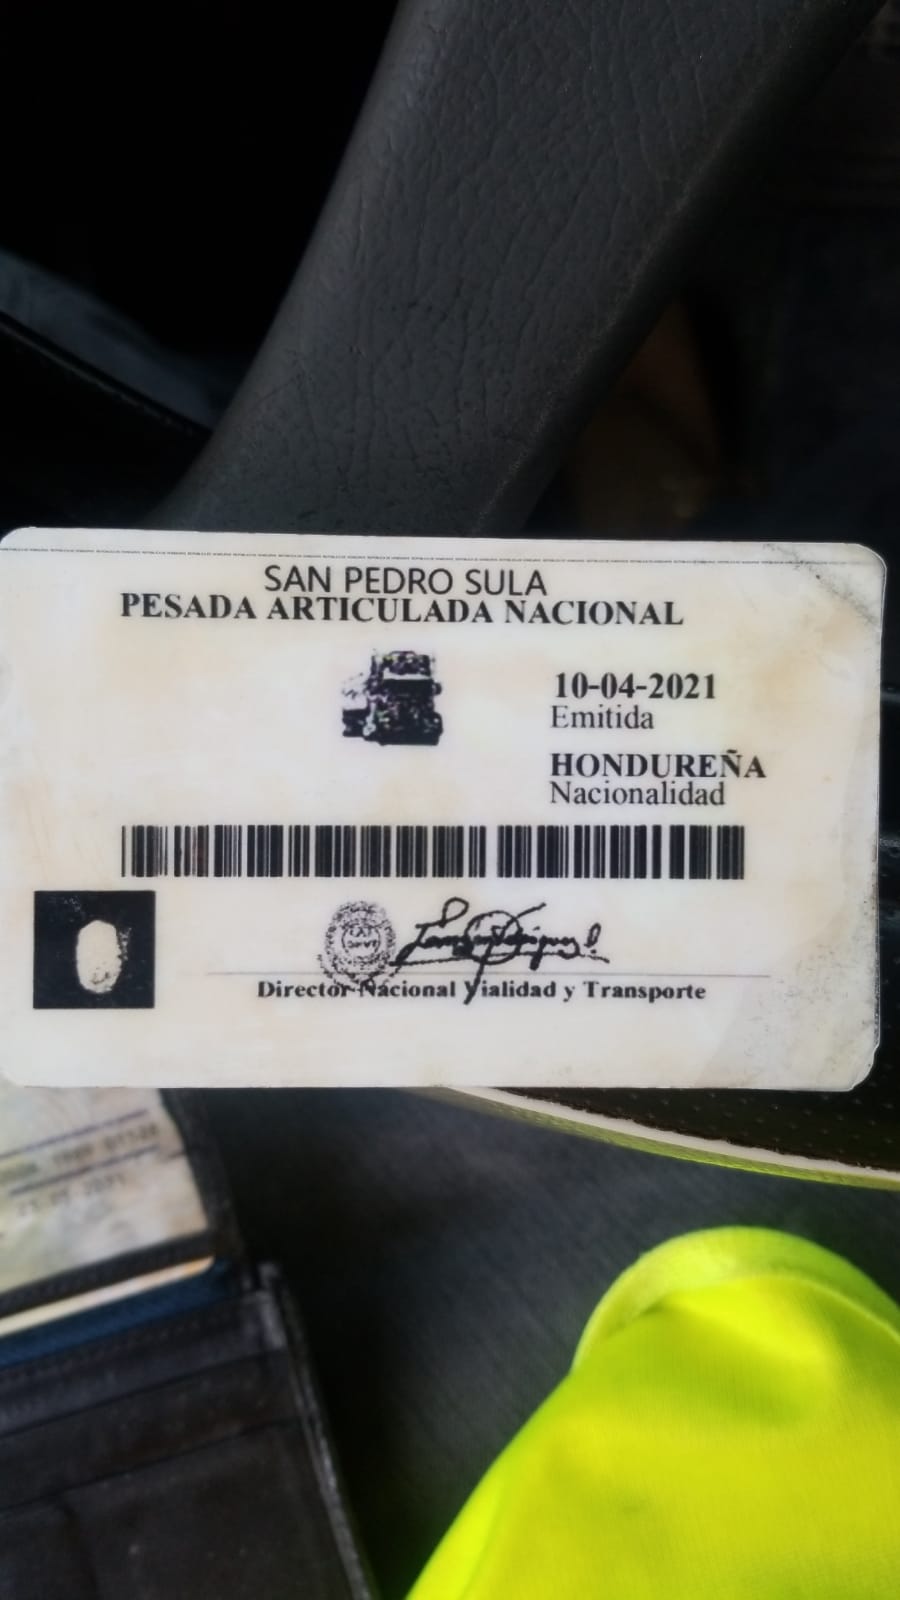 SAN PEDRO SULA
PESADA ARTICULADA NACIONAL
10-04-2021
Emitida
HONDUREÑA
Nacionalidad
Director Nacional Vialidad y Transporte